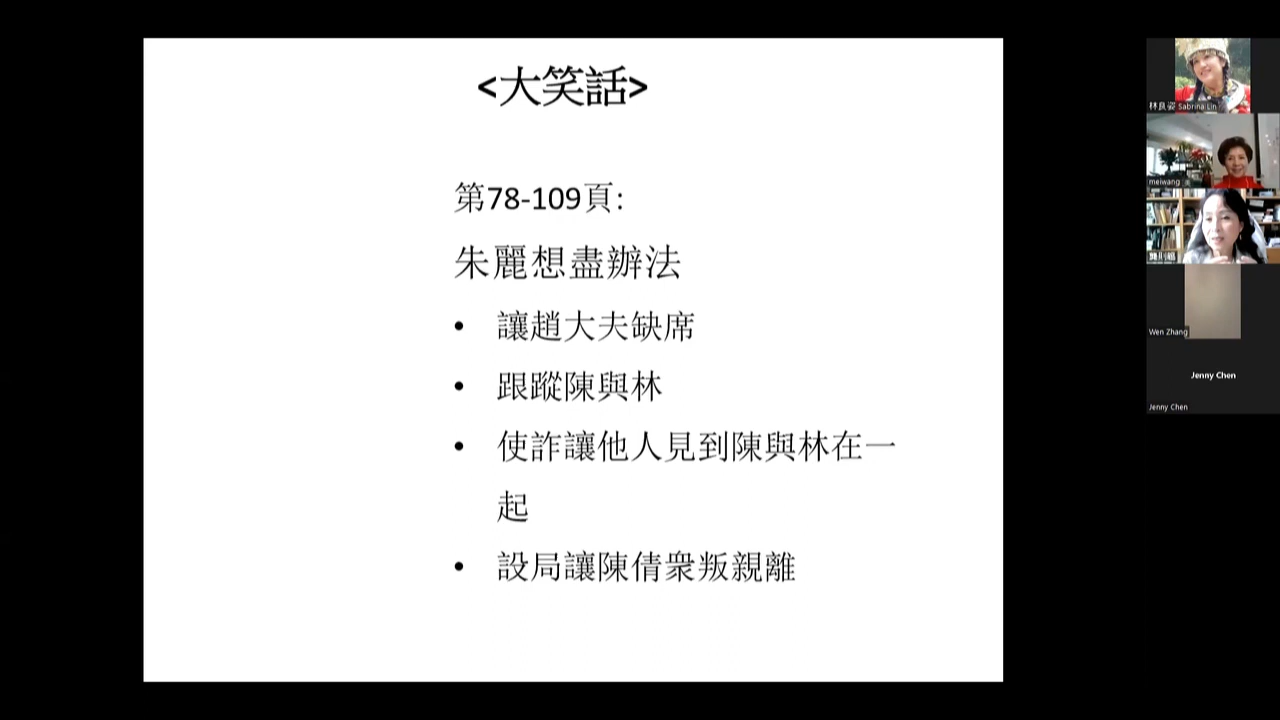 <大笑話>
第78-109頁:
朱麗想盡辦法
• 讓趙大夫缺席
• 跟蹤陳與林
• 使詐讓他人見到陳與林在一
起
• 設局讓陳倩衆叛親離
林良姿 Sabrina Lin
meiwang
Wen Zhang
Jenny Chen
Jenny Chen